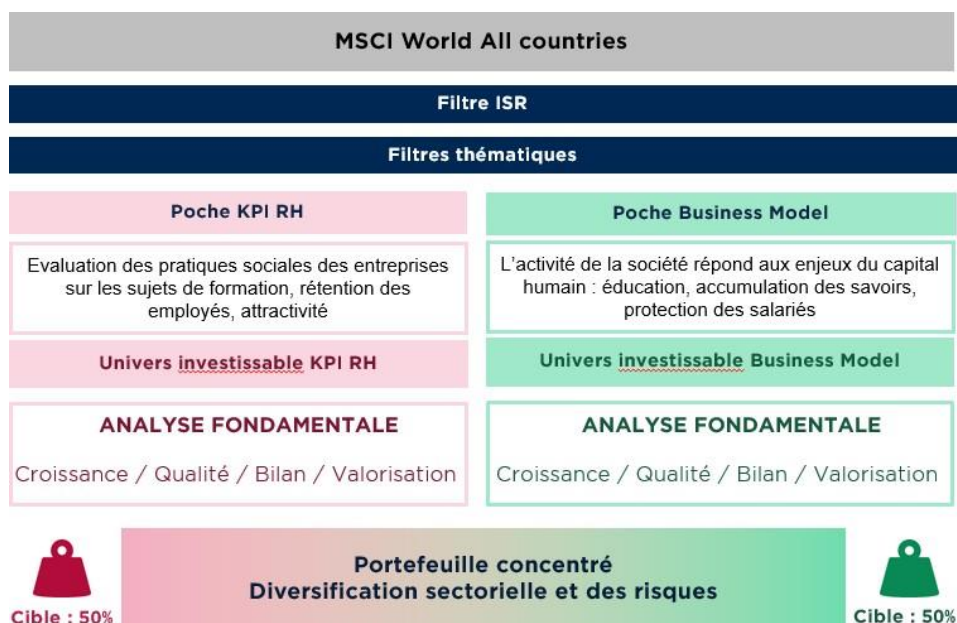 MSCI World All countries
Filtre ISR
Filtres thématiques
Poche KPI RH
Evaluation des pratiques sociales des entreprises
sur les sujets de formation, rétention des
employés, attractivité
Univers investissable KPI RH
ANALYSE FONDAMENTALE
Croissance / Qualité / Bilan / Valorisation
Poche Business Model
L'activité de la société répond aux enjeux du capital
humain : éducation, accumulation des savoirs,
protection des salariés
Univers investissable Business Model
ANALYSE FONDAMENTALE
Croissance / Qualité / Bilan / Valorisation
Cible : 50%
Portefeuille concentré
Diversification sectorielle et des risques
Cible : 50%